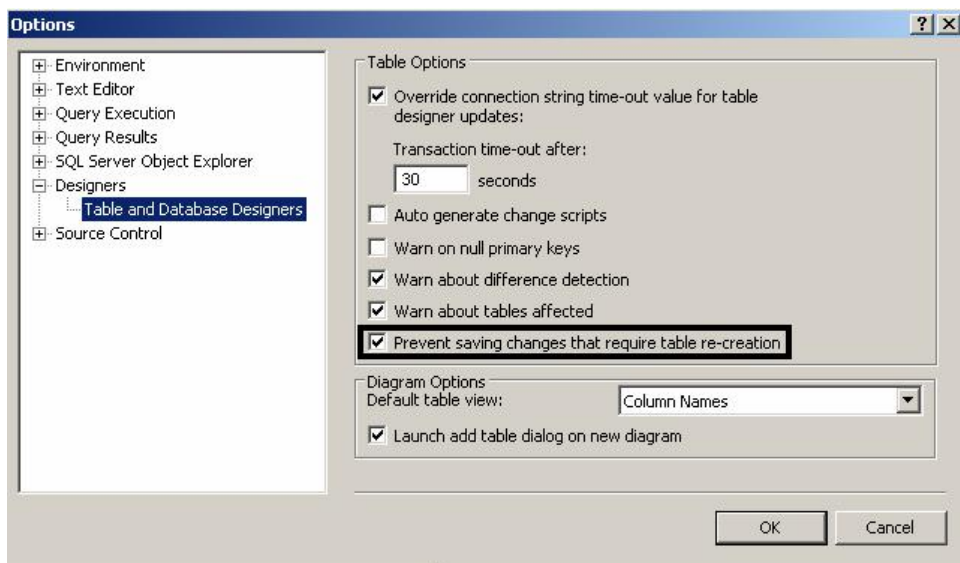 Options
Environment
Text Editor
Query Execution
Query Results
SQL Server Object Explorer
Designers
Table and Database Designers
Source Control
Table Options
Override connection string time-out value for table
designer updates:
Transaction time-out after:
30 seconds
Auto generate change scripts
Warn on null primary keys
Warn about difference detection
Warn about tables affected
Prevent saving changes that require table re-creation
Diagram Options
Default table view: Column Names
Launch add table dialog on new diagram
OK Cancel